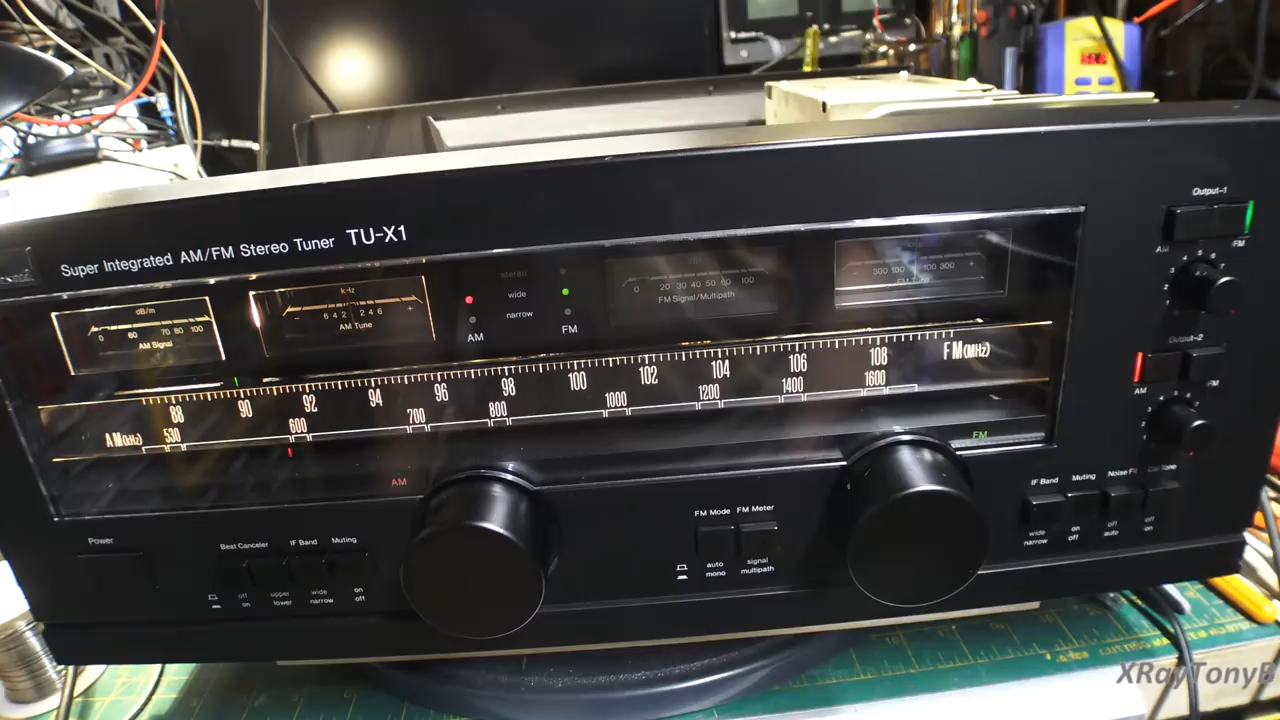 Super Integrated AM/FM Stereo Tuner TU-X1
Output-1
AM FM
dB/m
0 60 70 80 100
AM Signal
kHz
6 4 2 2 4 6 +
AM Tune
stereo
wide
narrow
AM FM
0 20 30 40 50 60 100
FM Signal/Multipath
300 100 100 300
FM Tune
Output-2
AM FM
88 90 92 94 96 98 100 102 104 106 108 FM(MHz)
AM(kHz) 530 600 700 800 1000 1200 1400 1600
AM
FM
Power
Beat Canceler IF Band Muting
off on
upper lower
wide narrow
on off
FM Mode FM Meter
auto mono
signal multipath
IF Band Muting Noise Tone
wide narrow
on off
off auto
off on
XRayTonyB